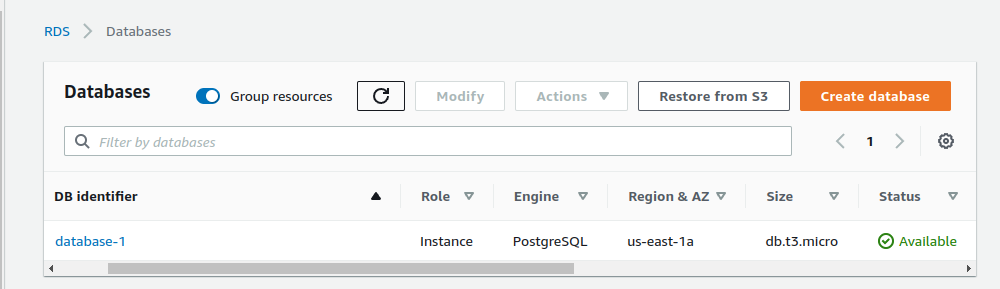 RDS > Databases
Databases Group resources Modify Actions Restore from S3 Create database
Filter by databases 1
DB identifier Role Engine Region & AZ Size Status
database-1 Instance PostgreSQL us-east-1a db.t3.micro Available